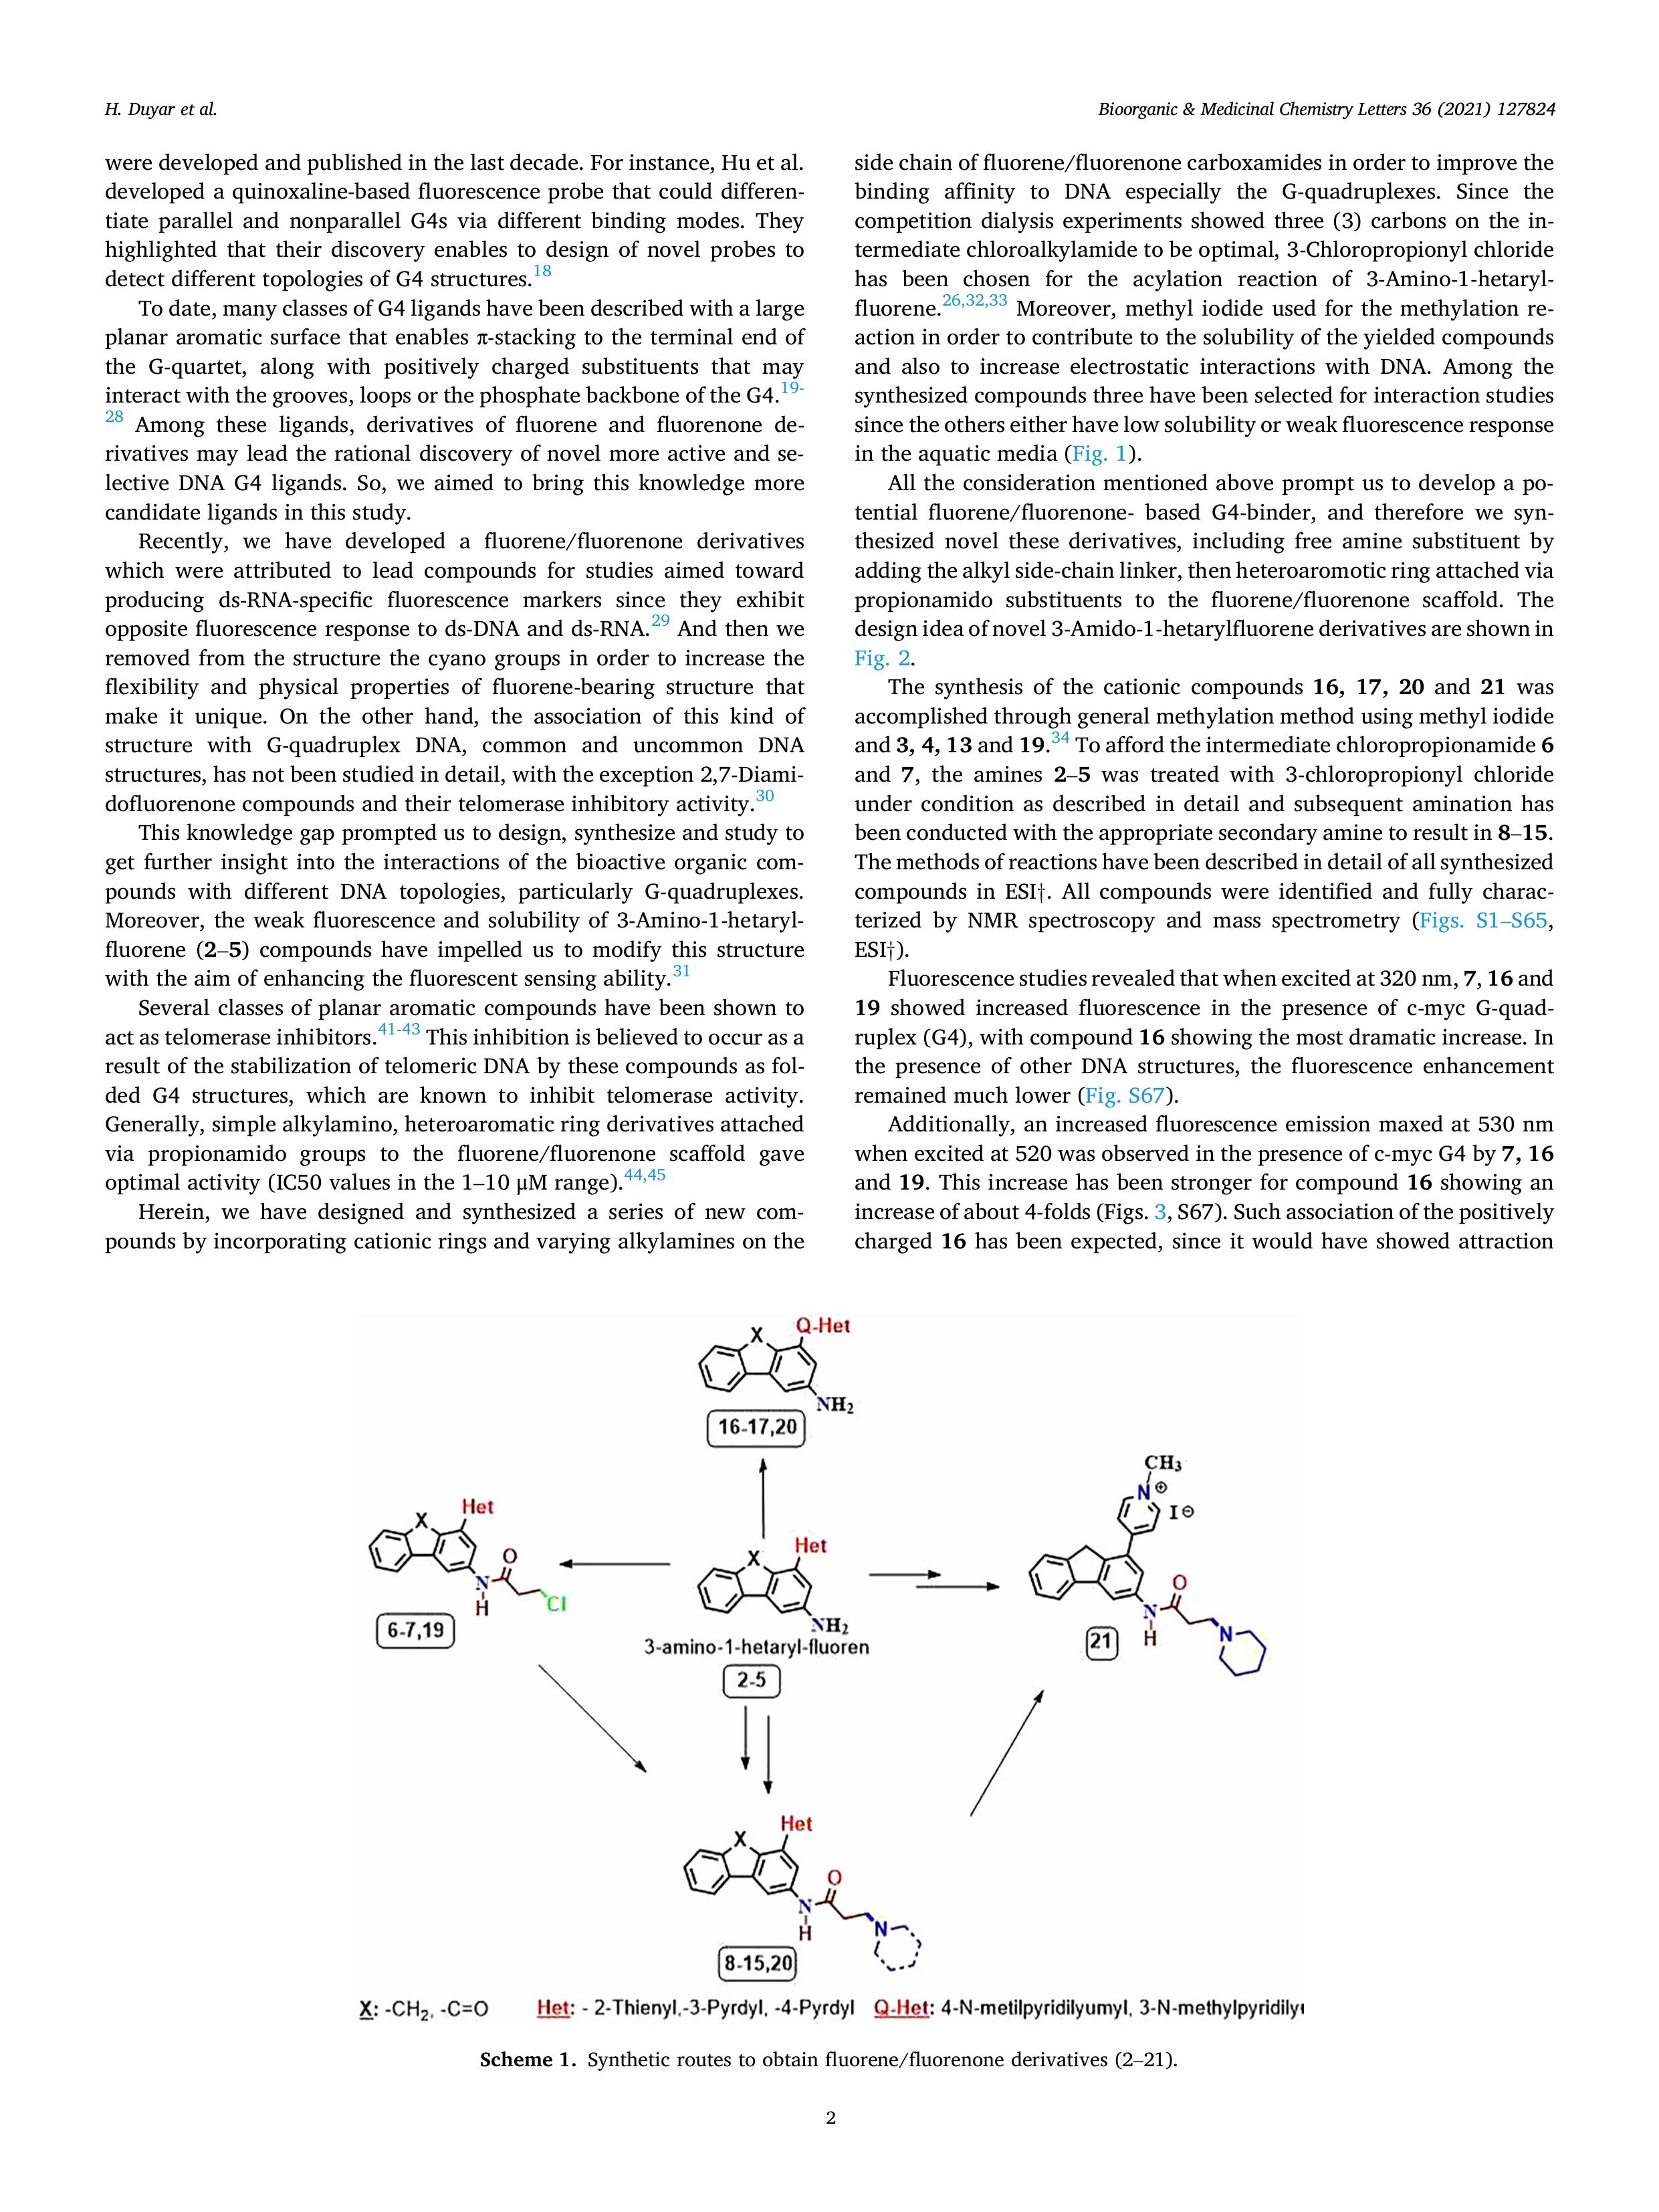 H. Duyar et al.
Bioorganic & Medicinal Chemistry Letters 36 (2021) 127824
were developed and published in the last decade. For instance, Hu et al.
developed a quinoxaline-based fluorescence probe that could differen-
tiate parallel and nonparallel G4s via different binding modes. They
highlighted that their discovery enables to design of novel probes to
detect different topologies of G4 structures.18
To date, many classes of G4 ligands have been described with a large
planar aromatic surface that enables π-stacking to the terminal end of
the G-quartet, along with positively charged substituents that may
interact with the grooves, loops or the phosphate backbone of the G4.19-
28 Among these ligands, derivatives of fluorene and fluorenone de-
rivatives may lead the rational discovery of novel more active and se-
lective DNA G4 ligands. So, we aimed to bring this knowledge more
candidate ligands in this study.
Recently, we have developed a fluorene/fluorenone derivatives
which were attributed to lead compounds for studies aimed toward
producing ds-RNA-specific fluorescence markers since they exhibit
opposite fluorescence response to ds-DNA and ds-RNA.29 And then we
removed from the structure the cyano groups in order to increase the
flexibility and physical properties of fluorene-bearing structure that
make it unique. On the other hand, the association of this kind of
structure with G-quadruplex DNA, common and uncommon DNA
structures, has not been studied in detail, with the exception 2,7-Diami-
dofluorenone compounds and their telomerase inhibitory activity.30
This knowledge gap prompted us to design, synthesize and study to
get further insight into the interactions of the bioactive organic com-
pounds with different DNA topologies, particularly G-quadruplexes.
Moreover, the weak fluorescence and solubility of 3-Amino-1-hetaryl-
fluorene (2–5) compounds have impelled us to modify this structure
with the aim of enhancing the fluorescent sensing ability.31
Several classes of planar aromatic compounds have been shown to
act as telomerase inhibitors.41-43 This inhibition is believed to occur as a
result of the stabilization of telomeric DNA by these compounds as fol-
ded G4 structures, which are known to inhibit telomerase activity.
Generally, simple alkylamino, heteroaromatic ring derivatives attached
via propionamido groups to the fluorene/fluorenone scaffold gave
optimal activity (IC50 values in the 1–10 μM range).44,45
Herein, we have designed and synthesized a series of new com-
pounds by incorporating cationic rings and varying alkylamines on the
side chain of fluorene/fluorenone carboxamides in order to improve the
binding affinity to DNA especially the G-quadruplexes. Since the
competition dialysis experiments showed three (3) carbons on the in-
termediate chloroalkylamide to be optimal, 3-Chloropropionyl chloride
has been chosen for the acylation reaction of 3-Amino-1-hetaryl-
fluorene.26,32,33 Moreover, methyl iodide used for the methylation re-
action in order to contribute to the solubility of the yielded compounds
and also to increase electrostatic interactions with DNA. Among the
synthesized compounds three have been selected for interaction studies
since the others either have low solubility or weak fluorescence response
in the aquatic media (Fig. 1).
All the consideration mentioned above prompt us to develop a po-
tential fluorene/fluorenone- based G4-binder, and therefore we syn-
thesized novel these derivatives, including free amine substituent by
adding the alkyl side-chain linker, then heteroaromotic ring attached via
propionamido substituents to the fluorene/fluorenone scaffold. The
design idea of novel 3-Amido-1-hetarylfluorene derivatives are shown in
Fig. 2.
The synthesis of the cationic compounds 16, 17, 20 and 21 was
accomplished through general methylation method using methyl iodide
and 3, 4, 13 and 19.34 To afford the intermediate chloropropionamide 6
and 7, the amines 2–5 was treated with 3-chloropropionyl chloride
under condition as described in detail and subsequent amination has
been conducted with the appropriate secondary amine to result in 8–15.
The methods of reactions have been described in detail of all synthesized
compounds in ESI†. All compounds were identified and fully charac-
terized by NMR spectroscopy and mass spectrometry (Figs. S1–S65,
ESI†).
Fluorescence studies revealed that when excited at 320 nm, 7, 16 and
19 showed increased fluorescence in the presence of c-myc G-quad-
ruplex (G4), with compound 16 showing the most dramatic increase. In
the presence of other DNA structures, the fluorescence enhancement
remained much lower (Fig. S67).
Additionally, an increased fluorescence emission maxed at 530 nm
when excited at 520 was observed in the presence of c-myc G4 by 7, 16
and 19. This increase has been stronger for compound 16 showing an
increase of about 4-folds (Figs. 3, S67). Such association of the positively
charged 16 has been expected, since it would have showed attraction
X Q-Het
NH2
16-17,20
CH3
N⊕
I⊖
O
N
H
N
21
X Het
O
N
H
Cl
6-7,19
X Het
NH2
3-amino-1-hetaryl-fluoren
2-5
X Het
O
N
H
N
8-15,20
X: -CH2, -C=O Het: - 2-Thienyl,-3-Pyrdyl, -4-Pyrdyl Q-Het: 4-N-metilpyridilyumyl, 3-N-methylpyridily
Scheme 1. Synthetic routes to obtain fluorene/fluorenone derivatives (2–21).
2